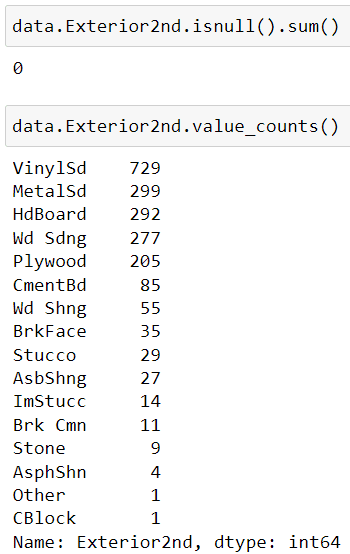 data.Exterior2nd.isnull().sum()
0
data.Exterior2nd.value_counts()
VinylSd    729
MetalSd    299
HdBoard    292
Wd Sdng    277
Plywood    205
CmentBd     85
Wd Shng     55
BrkFace     35
Stucco      29
AsbShng     27
ImStucc     14
Brk Cmn     11
Stone        9
AsphShn      4
Other        1
CBlock       1
Name: Exterior2nd, dtype: int64